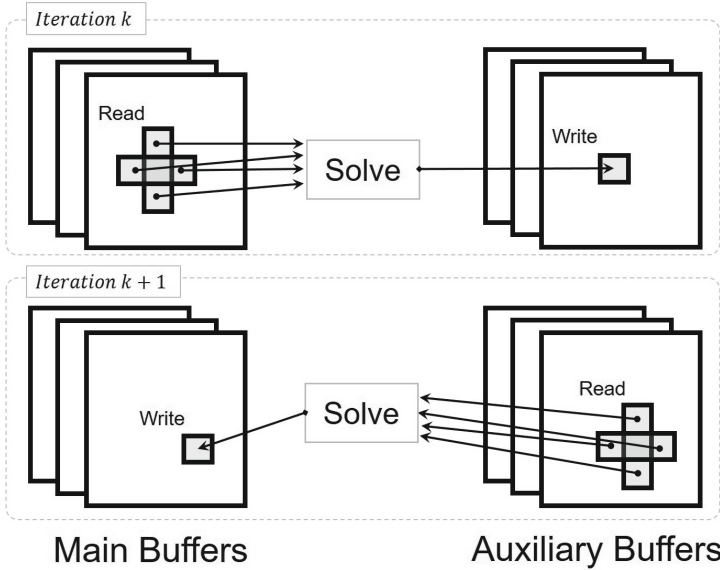 Iteration k
Read
Solve
Write
Iteration k + 1
Write
Solve
Read
Main Buffers
Auxiliary Buffers